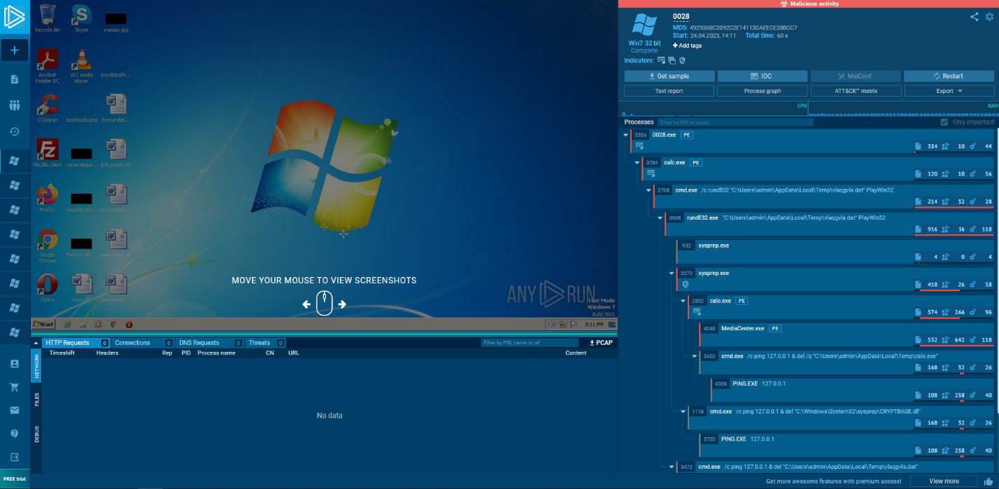 Malicious activity
Recycle Bin
Skype
manias.jpg
Acrobat Reader DC
VLC media player
possibleafri...
CCleaner
bushlegal.png
forwardde...
FileZilla Client
careerdepar...
ipthursday.rtf
Firefox
counciltrans...
Google Chrome
historycolle...
Opera
ivory.rtf
MOVE YOUR MOUSE TO VIEW SCREENSHOTS
ANY RUN
Test Mode
Windows 7
Build 7601
Start
8:11 PM
HTTP Requests 0
Connections 0
DNS Requests 5
Threats 0
Filter by PID, name or url
PCAP
NETWORK
FILES
DEBUG
Timeshift Headers Rep PID Process name CN URL Content
No data
FREE trial
Win7 32 bit
Complete
0028
MD5: 4929360C2092C2E14113DAEECE38BCC7
Start: 24.04.2023, 14:11 Total time: 60 s
Add tags
Indicators:
Get sample
IOC
MalConf
Restart
Text report
Process graph
ATT&CK™ matrix
Export
CPU
RAM
Processes
Filter by PID or name
Only important
3324 0028.exe PE
354 10 44
3704 calc.exe PE
120 10 56
2708 cmd.exe /c rundll32 "C:\Users\admin\AppData\Local\Temp\vlaqgvla.dat" PlayWin32
214 32 28
3928 rundll32.exe "C:\Users\admin\AppData\Local\Temp\vlaqgvla.dat" PlayWin32
916 1k 118
932 sysprep.exe
4 0 4
3272 sysprep.exe
418 26 58
2892 calc.exe PE
574 266 96
4048 MediaCenter.exe PE
532 642 118
3420 cmd.exe /c ping 127.0.0.1 & del /q "C:\Users\admin\AppData\Local\Temp\calc.exe"
168 32 26
4036 PING.EXE 127.0.0.1
108 258 40
1116 cmd.exe /c ping 127.0.0.1 & del "C:\Windows\System32\sysprep\CRYPTBASE.dll"
168 32 26
3720 PING.EXE 127.0.0.1
108 258 40
3472 cmd.exe /c ping 127.0.0.1 & del "C:\Users\admin\AppData\Local\Temp\vlaqgvla.dat"
Get more awesome features with premium access!
View more